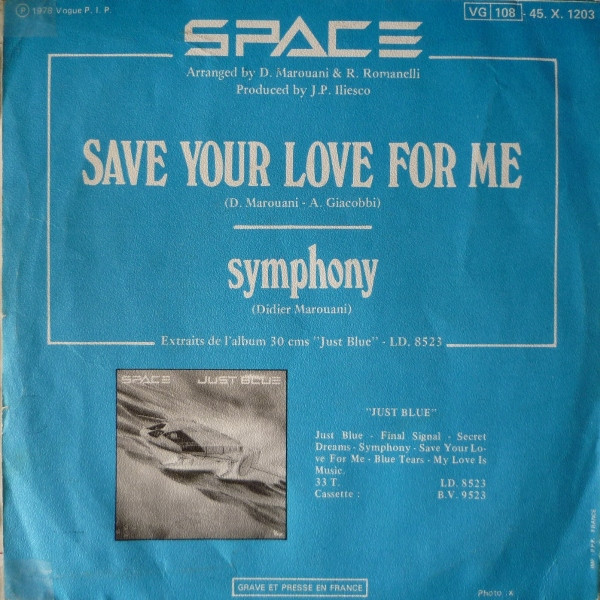 Ⓟ 1978 Vogue P. I. P.
VG 108 - 45. X. 1203
SPACE
Arranged by D. Marouani & R. Romanelli
Produced by J.P. Iliesco
SAVE YOUR LOVE FOR ME
(D. Marouani - A. Giacobbi)
symphony
(Didier Marouani)
Extraits de l'album 30 cms "Just Blue" - LD. 8523
SPACE JUST BLUE
"JUST BLUE"
Just Blue - Final Signal - Secret
Dreams - Symphony - Save Your Lo-
ve For Me - Blue Tears - My Love Is
Music.
33 T. LD. 8523
Cassette : B.V. 9523
GRAVE ET PRESSE EN FRANCE
Photo : X
FRANCE